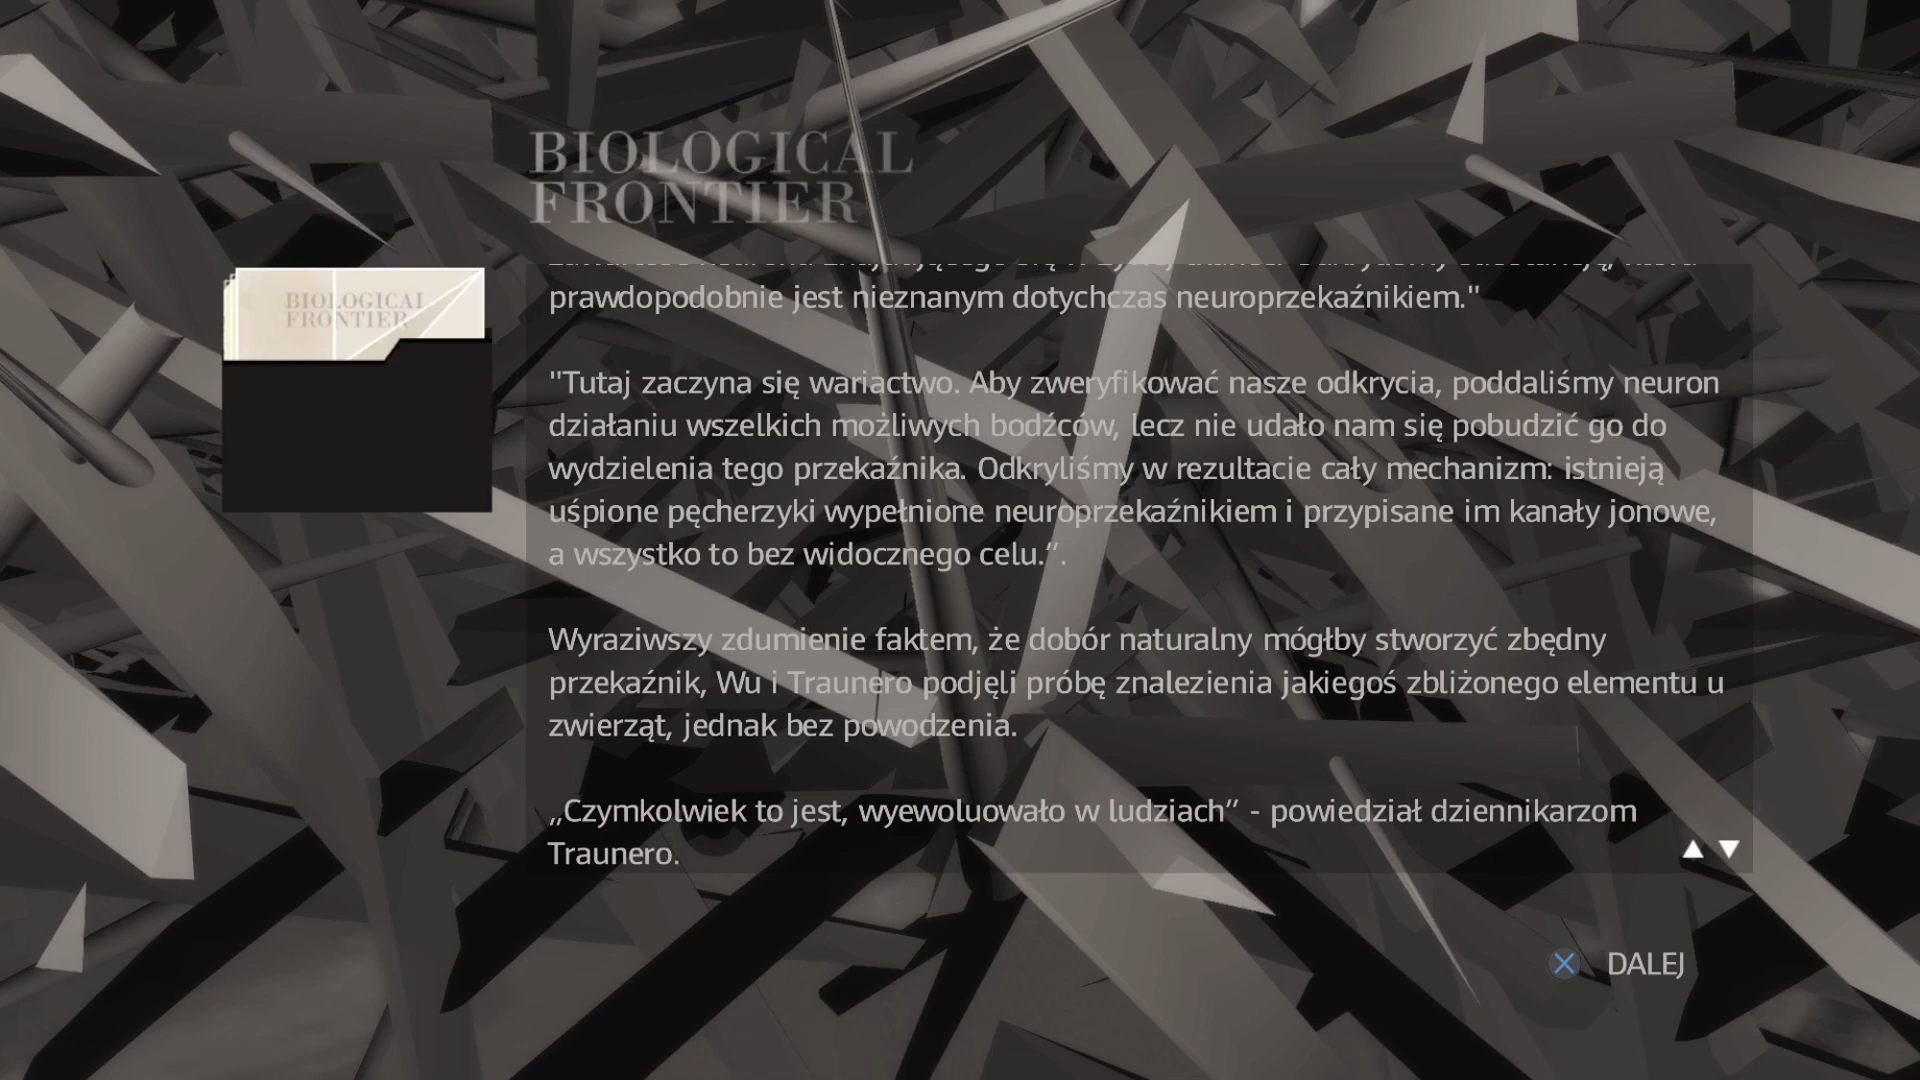 BIOLOGICAL
FRONTIER
BIOLOGICAL
FRONTIER
prawdopodobnie jest nieznanym dotychczas neuroprzekaźnikiem."
"Tutaj zaczyna się wariactwo. Aby zweryfikować nasze odkrycia, poddaliśmy neuron
działaniu wszelkich możliwych bodźców, lecz nie udało nam się pobudzić go do
wydzielenia tego przekaźnika. Odkryliśmy w rezultacie cały mechanizm: istnieją
uśpione pęcherzyki wypełnione neuroprzekaźnikiem i przypisane im kanały jonowe,
a wszystko to bez widocznego celu.”.
Wyraziwszy zdumienie faktem, że dobór naturalny mógłby stworzyć zbędny
przekaźnik, Wu i Traunero podjęli próbę znalezienia jakiegoś zbliżonego elementu u
zwierząt, jednak bez powodzenia.
„Czymkolwiek to jest, wyewoluowało w ludziach” - powiedział dziennikarzom
Traunero.
DALEJ